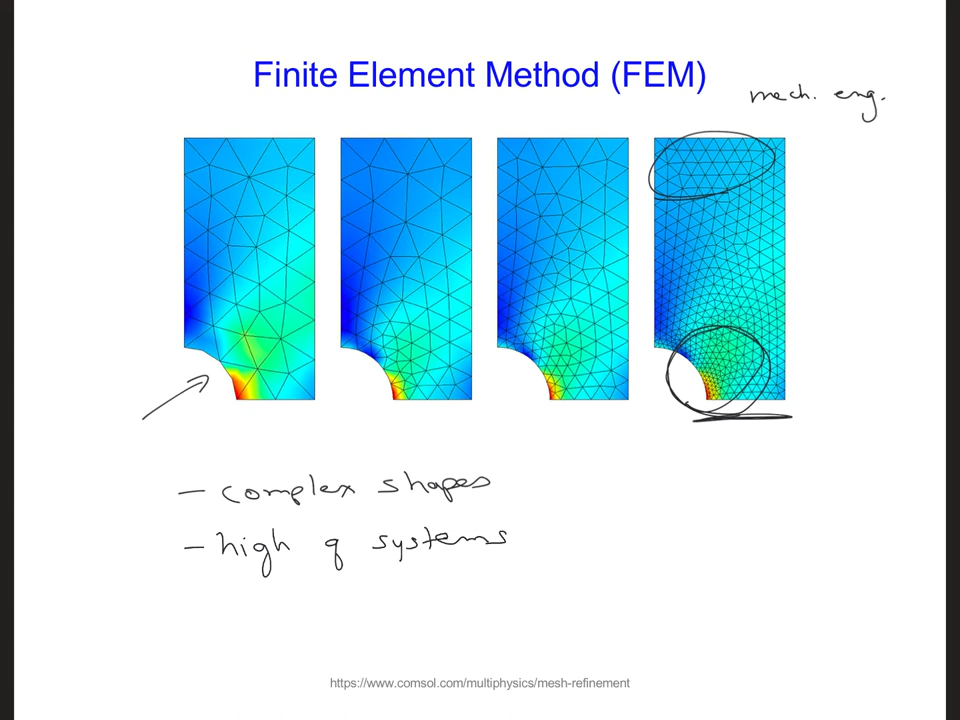 Finite Element Method (FEM)
mech. eng.
– complex shapes
– high q systems
https://www.comsol.com/multiphysics/mesh-refinement